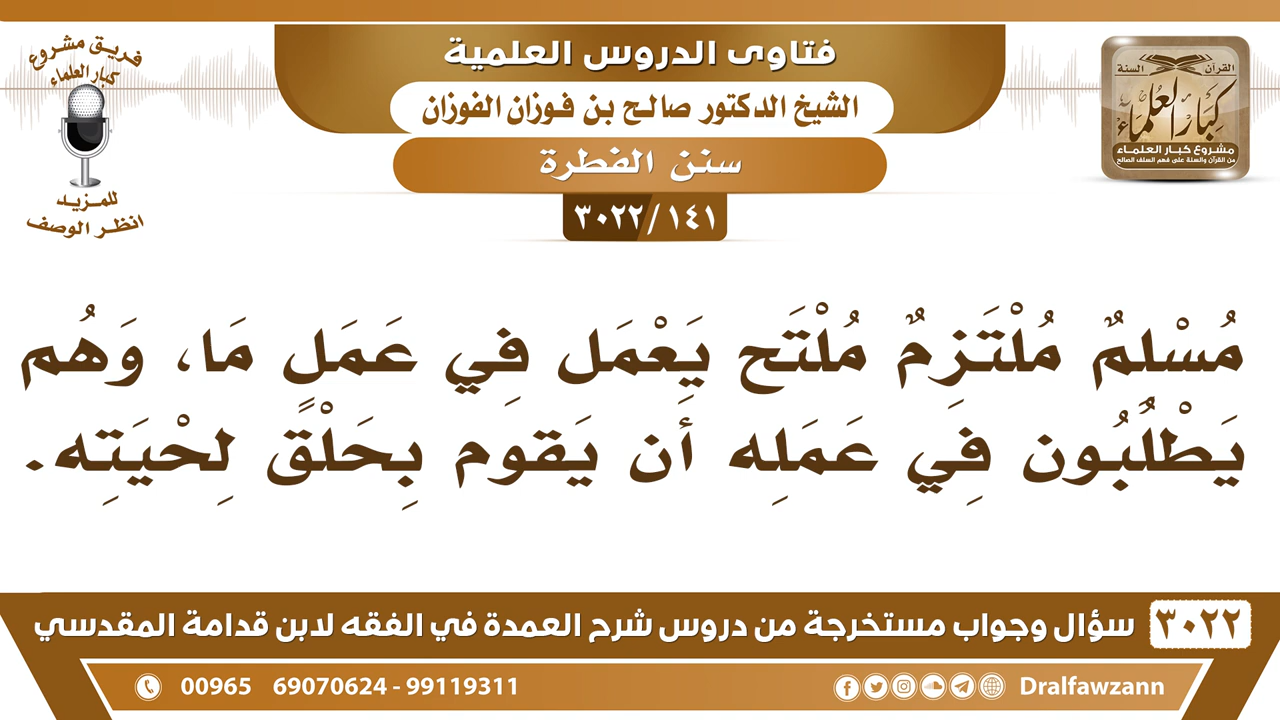 فتاوى الدروس العلمية
الشيخ الدكتور صالح بن فوزان الفوزان
سنن الفطرة
١٤١/٣٠٢٢
فريق مشروع
كبار العلماء
للمزيد
انظر الوصف
القرآن السنة
كبار العلماء
مشروع كبار العلماء
من القرآن والسنة على فهم السلف الصالح
مُسْلِمٌ مُلْتَزِمٌ مُلْتَحٍ يَعْمَل فِي عَمَلٍ مَا، وَهُم
يَطْلُبُون فِي عَمَلِه أن يَقوم بِحَلْقٍ لِحْيَتِه.
٣٠٢٢ سؤال وجواب مستخرجة من دروس شرح العمدة في الفقه لابن قدامة المقدسي
00965 69070624 - 99119311
Dralfawzann